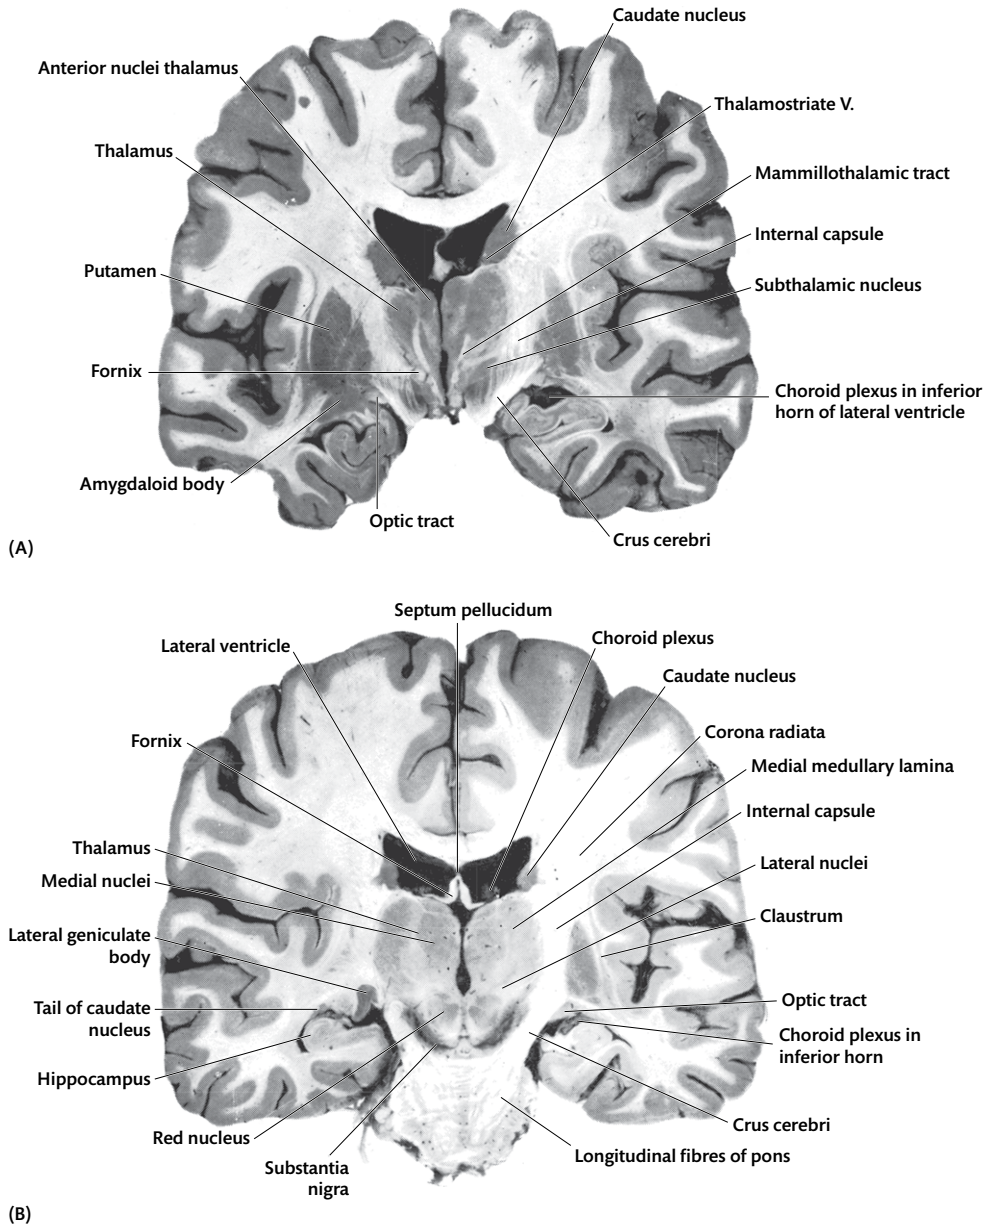 Caudate nucleus
Anterior nuclei thalamus
Thalamostriate V.
Thalamus
Mammillothalamic tract
Internal capsule
Putamen
Subthalamic nucleus
Fornix
Choroid plexus in inferior
horn of lateral ventricle
Amygdaloid body
Optic tract
Crus cerebri
(A)
Septum pellucidum
Lateral ventricle
Choroid plexus
Caudate nucleus
Fornix
Corona radiata
Medial medullary lamina
Internal capsule
Thalamus
Lateral nuclei
Medial nuclei
Claustrum
Lateral geniculate
body
Optic tract
Tail of caudate
nucleus
Choroid plexus in
inferior horn
Hippocampus
Crus cerebri
Red nucleus
Longitudinal fibres of pons
Substantia
nigra
(B)